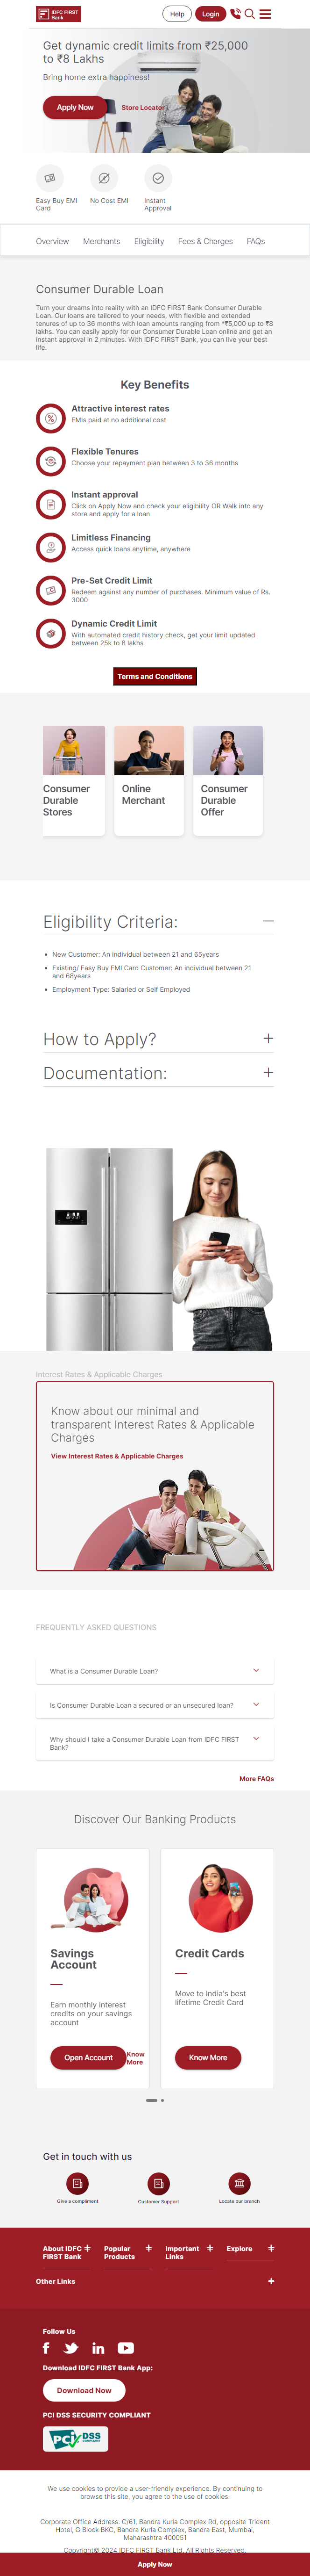 IDFC FIRST
Bank
Help
Login
Get dynamic credit limits from ₹25,000
to ₹8 Lakhs
Bring home extra happiness!
Apply Now
Store Locator
Easy Buy EMI
Card
No Cost EMI
Instant
Approval
Overview
Merchants
Eligibility
Fees & Charges
FAQs
Consumer Durable Loan
Turn your dreams into reality with an IDFC FIRST Bank Consumer Durable
Loan. Our loans are tailored to your needs, with flexible and extended
tenures of up to 36 months with loan amounts ranging from *₹5,000 up to ₹8
lakhs. You can easily apply for our Consumer Durable Loan online and get an
instant approval in 2 minutes. With IDFC FIRST Bank, you can live your best
life.
Key Benefits
Attractive interest rates
EMIs paid at no additional cost
Flexible Tenures
Choose your repayment plan between 3 to 36 months
Instant approval
Click on Apply Now and check your eligibility OR Walk into any
store and apply for a loan
Limitless Financing
Access quick loans anytime, anywhere
Pre-Set Credit Limit
Redeem against any number of purchases. Minimum value of Rs.
3000
Dynamic Credit Limit
With automated credit history check, get your limit updated
between 25k to 8 lakhs
Terms and Conditions
Consumer
Durable
Stores
Online
Merchant
Consumer
Durable
Offer
Eligibility Criteria:
New Customer: An individual between 21 and 65years
Existing/ Easy Buy EMI Card Customer: An individual between 21
and 68years
Employment Type: Salaried or Self Employed
How to Apply?
Documentation:
Interest Rates & Applicable Charges
Know about our minimal and
transparent Interest Rates & Applicable
Charges
View Interest Rates & Applicable Charges
FREQUENTLY ASKED QUESTIONS
What is a Consumer Durable Loan?
Is Consumer Durable Loan a secured or an unsecured loan?
Why should I take a Consumer Durable Loan from IDFC FIRST
Bank?
More FAQs
Discover Our Banking Products
Savings
Account
Earn monthly interest
credits on your savings
account
Open Account
Know
More
Credit Cards
Move to India's best
lifetime Credit Card
Know More
Get in touch with us
Give a compliment
Customer Support
Locate our branch
About IDFC
FIRST Bank
Popular
Products
Important
Links
Explore
Other Links
Follow Us
Download IDFC FIRST Bank App:
Download Now
PCI DSS SECURITY COMPLIANT
PCI DSS
COMPLIANT
We use cookies to provide a user-friendly experience. By continuing to
browse this site, you agree to the use of cookies.
Corporate Office Address: C/61, Bandra Kurla Complex Rd, opposite Trident
Hotel, G Block BKC, Bandra Kurla Complex, Bandra East, Mumbai,
Maharashtra 400051
Copyright© 2024 IDFC FIRST Bank Ltd. All Rights Reserved.
Apply Now